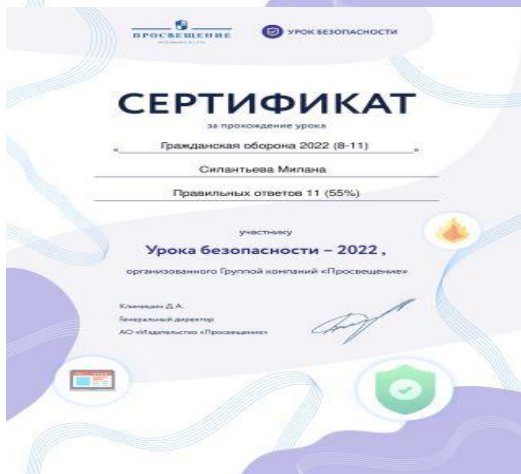 ПРОСВЕЩЕНИЕ
УРОК БЕЗОПАСНОСТИ
СЕРТИФИКАТ
за прохождение урока
« Гражданская оборона 2022 (8-11) »
Силантьева Милана
Правильных ответов 11 (55%)
участнику
Урока безопасности – 2022 ,
организованного Группой компаний «Просвещение»
Д.А.
Генеральный директор
АО «Издательство «Просвещение»